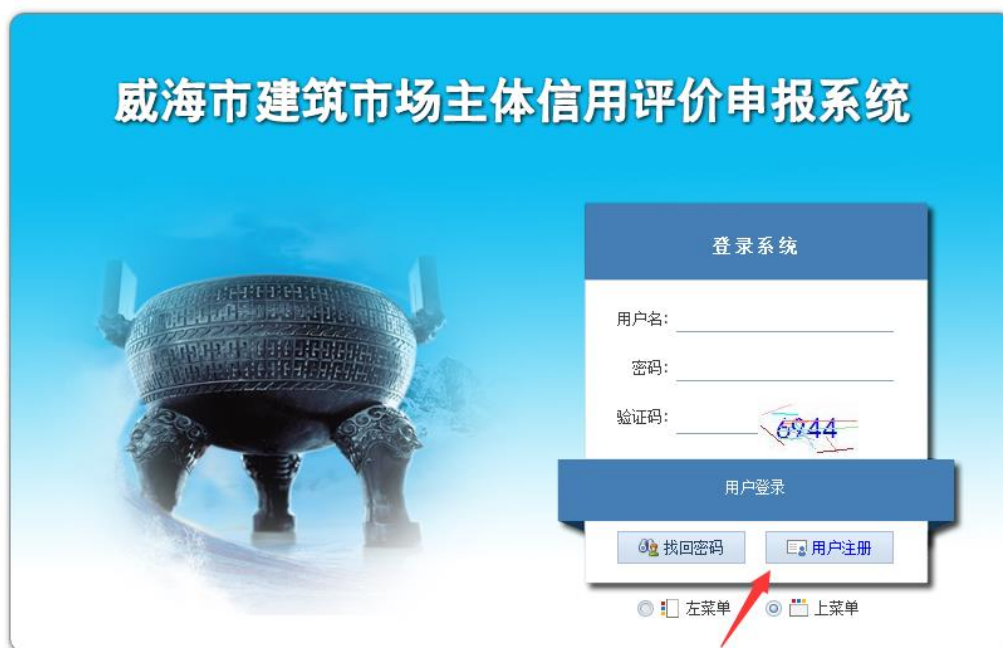 威海市建筑市场主体信用评价申报系统
登录系统
用户名:
密码:
验证码: 6944
用户登录
找回密码 用户注册
左菜单 上菜单